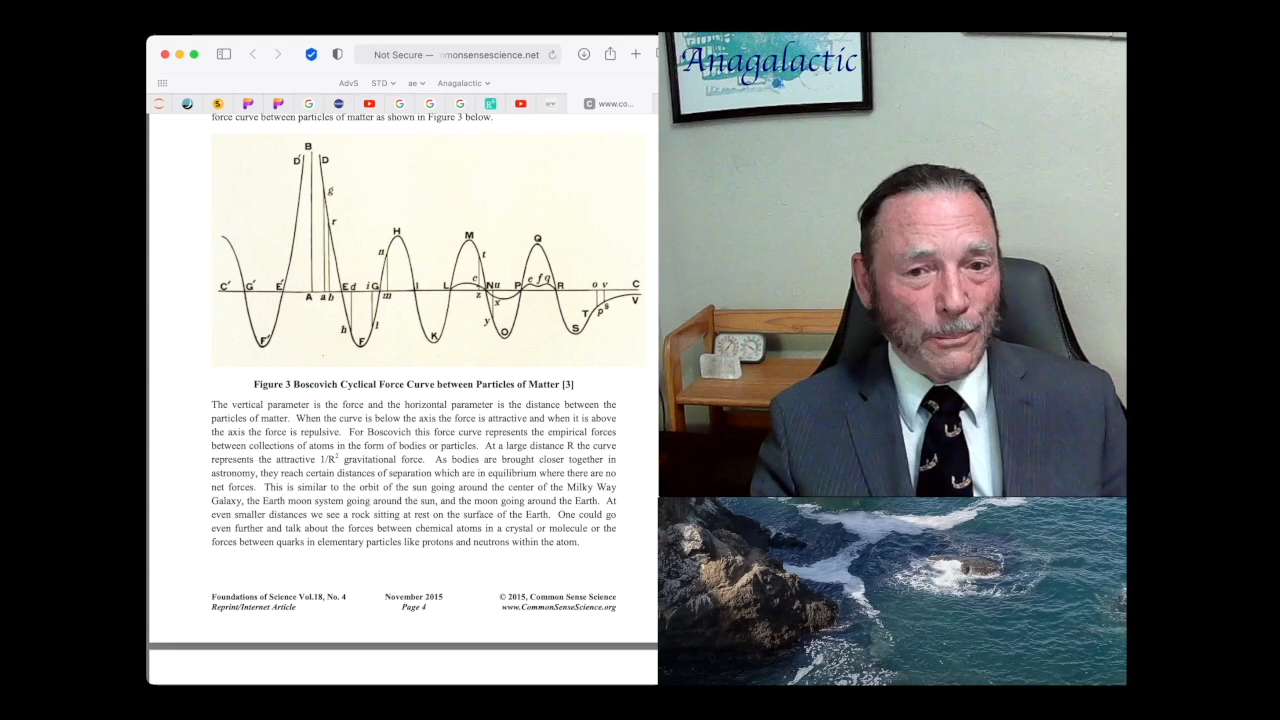 Not Secure — mmonsensescience.net
AdvS STD ae Anagalactic
www.co...
force curve between particles of matter as shown in Figure 3 below.
B
D' D
g
r
H M Q
n t e f q
C' G' E' A a b E d i G m I L c z N u x P R o v C
V
h l y T p s
F' F K O S
Figure 3 Boscovich Cyclical Force Curve between Particles of Matter [3]
The vertical parameter is the force and the horizontal parameter is the distance between the
particles of matter. When the curve is below the axis the force is attractive and when it is above
the axis the force is repulsive. For Boscovich this force curve represents the empirical forces
between collections of atoms in the form of bodies or particles. At a large distance R the curve
represents the attractive 1/R² gravitational force. As bodies are brought closer together in
astronomy, they reach certain distances of separation which are in equilibrium where there are no
net forces. This is similar to the orbit of the sun going around the center of the Milky Way
Galaxy, the Earth moon system going around the sun, and the moon going around the Earth. At
even smaller distances we see a rock sitting at rest on the surface of the Earth. One could go
even further and talk about the forces between chemical atoms in a crystal or molecule or the
forces between quarks in elementary particles like protons and neutrons within the atom.
Foundations of Science Vol.18, No. 4 November 2015 © 2015, Common Sense Science
Reprint/Internet Article Page 4 www.CommonSenseScience.org
Anagalactic